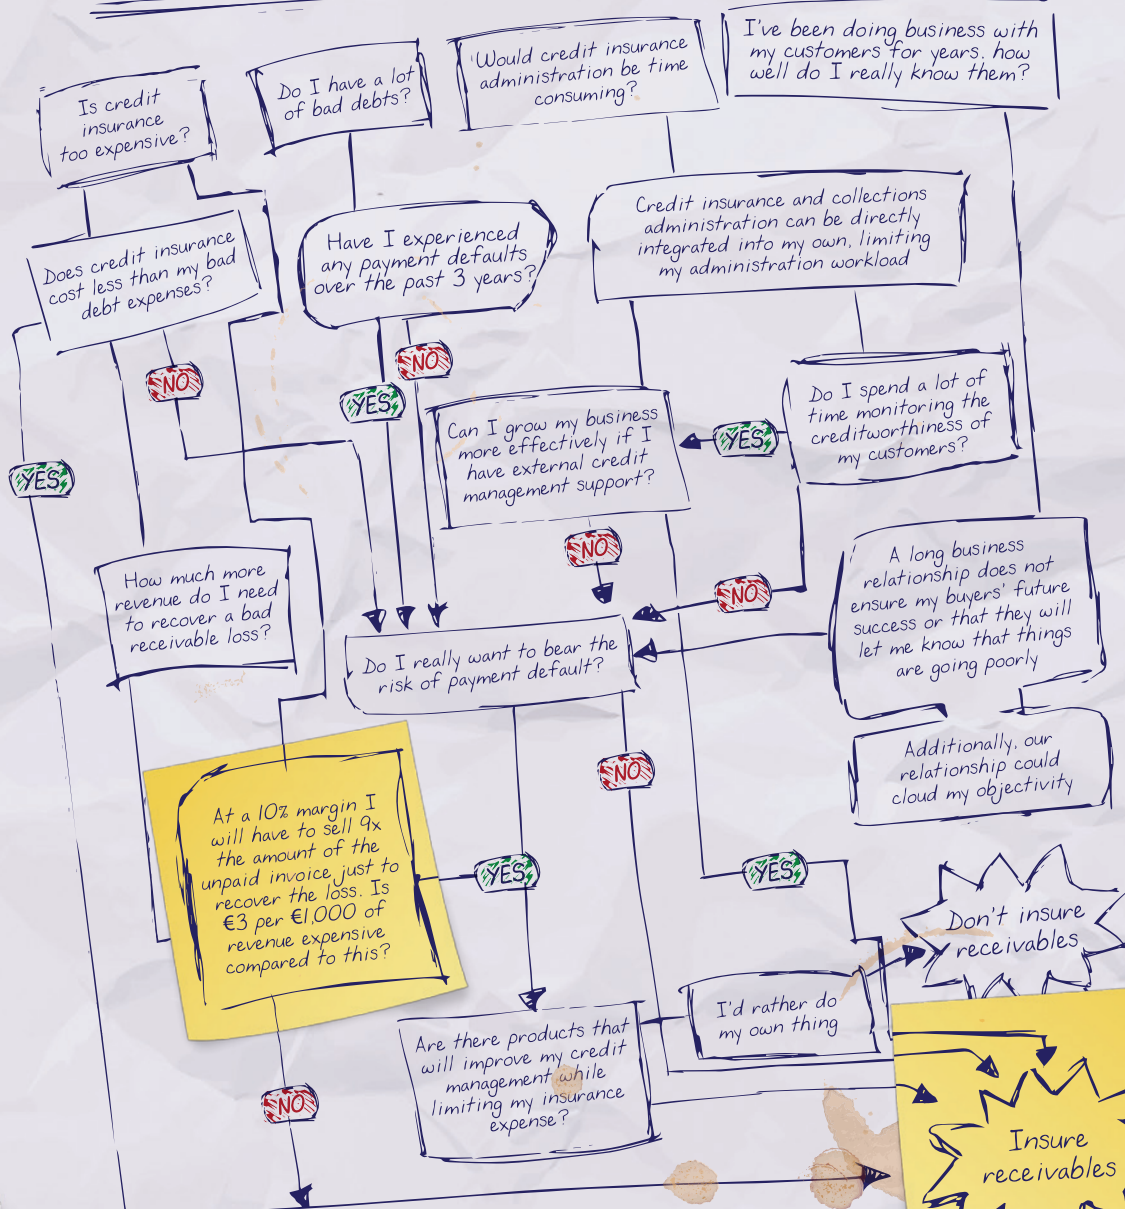 Is credit
insurance
too expensive?
Do I have a lot
of bad debts?
Would credit insurance
administration be time
consuming?
I've been doing business with
my customers for years. how
well do I really know them?
Does credit insurance
cost less than my bad
debt expenses?
Have I experienced
any payment defaults
over the past 3 years?
Credit insurance and collections
administration can be directly
integrated into my own, limiting
my administration workload
NO
NO
YES
YES
Can I grow my business
more effectively if I
have external credit
management support?
YES
Do I spend a lot of
time monitoring the
creditworthiness of
my customers?
NO
NO
How much more
revenue do I need
to recover a bad
receivable loss?
Do I really want to bear the
risk of payment default?
A long business
relationship does not
ensure my buyers' future
success or that they will
let me know that things
are going poorly
Additionally, our
relationship could
cloud my objectivity
NO
At a 10% margin I
will have to sell 9x
the amount of the
unpaid invoice just to
recover the loss. Is
€3 per €1,000 of
revenue expensive
compared to this?
YES
YES
Don't insure
receivables
I'd rather do
my own thing
Are there products that
will improve my credit
management while
limiting my insurance
expense?
NO
Insure
receivables